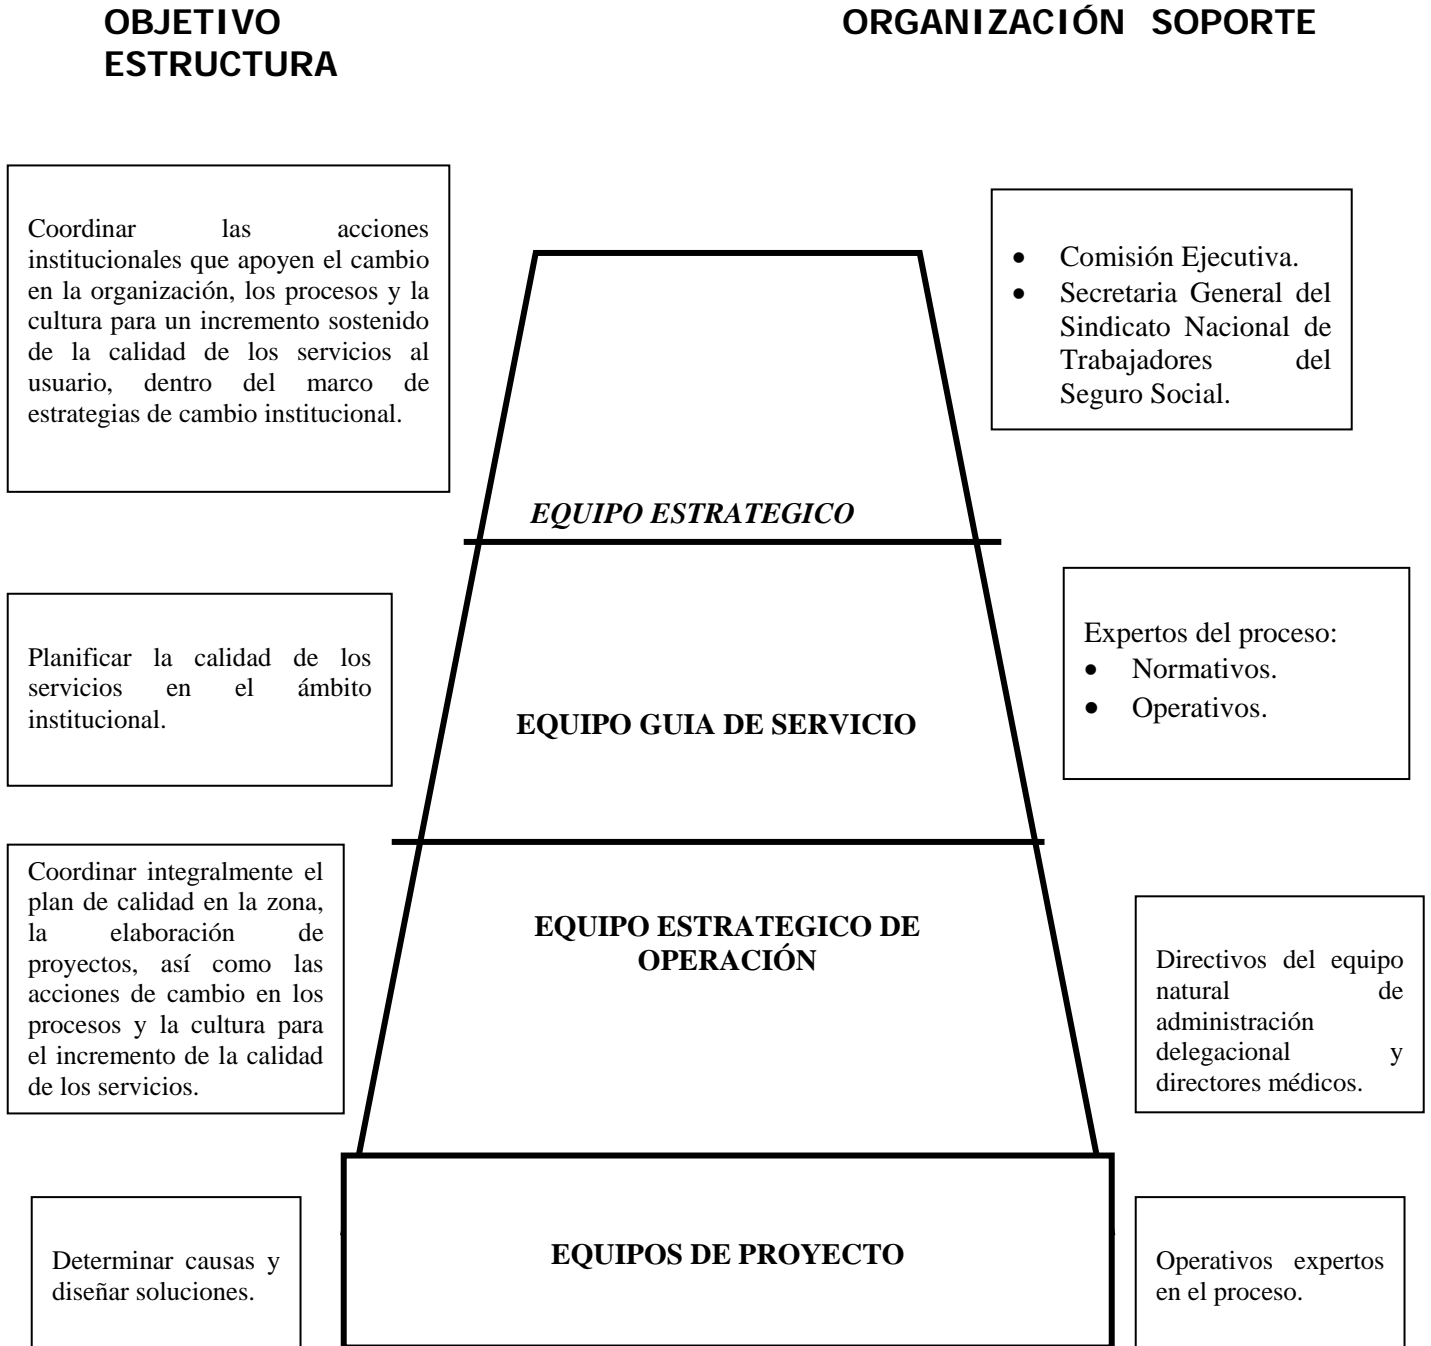 OBJETIVO ORGANIZACIÓN SOPORTE
ESTRUCTURA
Coordinar las acciones
institucionales que apoyen el cambio
en la organización, los procesos y la
cultura para un incremento sostenido
de la calidad de los servicios al
usuario, dentro del marco de
estrategias de cambio institucional.
• Comisión Ejecutiva.
• Secretaria General del
Sindicato Nacional de
Trabajadores del
Seguro Social.
EQUIPO ESTRATEGICO
Planificar la calidad de los
servicios en el ámbito
institucional.
EQUIPO GUIA DE SERVICIO
Expertos del proceso:
• Normativos.
• Operativos.
Coordinar integralmente el
plan de calidad en la zona,
la elaboración de
proyectos, así como las
acciones de cambio en los
procesos y la cultura para
el incremento de la calidad
de los servicios.
EQUIPO ESTRATEGICO DE
OPERACIÓN
Directivos del equipo
natural de
administración
delegacional y
directores médicos.
Determinar causas y
diseñar soluciones.
EQUIPOS DE PROYECTO
Operativos expertos
en el proceso.